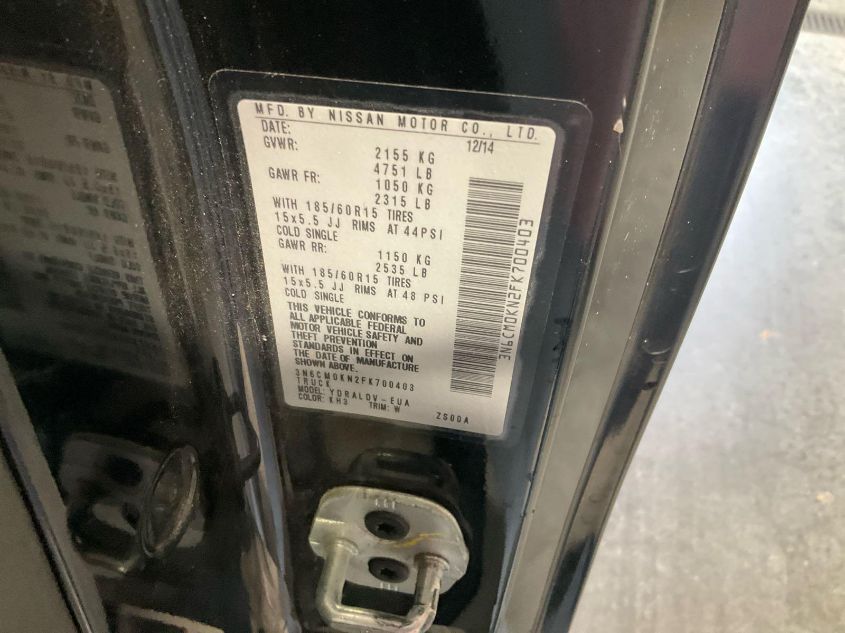 MFD. BY NISSAN MOTOR CO., LTD.
DATE: 12/14
GVWR: 2155 KG
4751 LB
GAWR FR: 1050 KG
2315 LB
WITH 185/60R15 TIRES
15x5.5 JJ RIMS AT 44PSI
COLD SINGLE
GAWR RR: 1150 KG
2535 LB
WITH 185/60R15 TIRES
15x5.5 JJ RIMS AT 48 PSI
COLD SINGLE
THIS VEHICLE CONFORMS TO
ALL APPLICABLE FEDERAL
MOTOR VEHICLE SAFETY AND
THEFT PREVENTION
STANDARDS IN EFFECT ON
THE DATE OF MANUFACTURE
SHOWN ABOVE.
3N6CM0KN2FK700403
TRUCK
MODEL: YDRALDV-EUA
COLOR: KH3 TRIM: W ZS00A
3N6CM0KN2FK700403